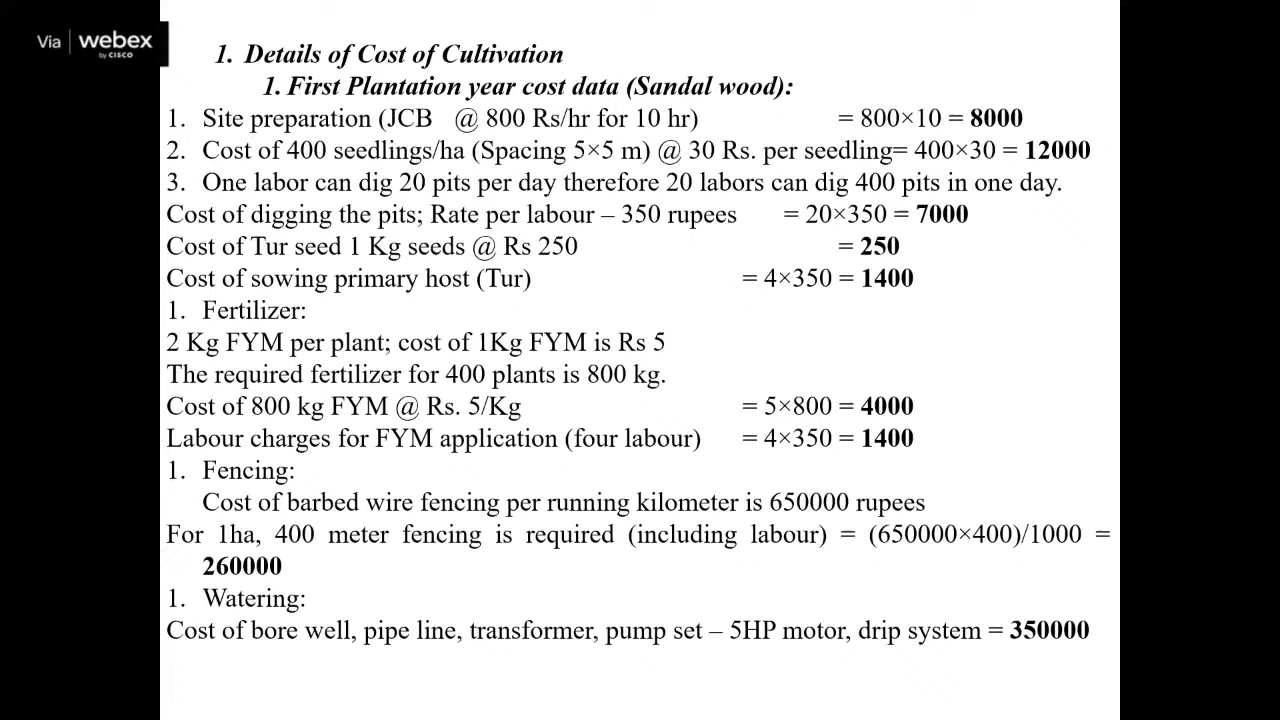 Via webex
by CISCO
1. Details of Cost of Cultivation
1. First Plantation year cost data (Sandal wood):
1. Site preparation (JCB @ 800 Rs/hr for 10 hr) = 800×10 = 8000
2. Cost of 400 seedlings/ha (Spacing 5×5 m) @ 30 Rs. per seedling= 400×30 = 12000
3. One labor can dig 20 pits per day therefore 20 labors can dig 400 pits in one day.
Cost of digging the pits; Rate per labour – 350 rupees = 20×350 = 7000
Cost of Tur seed 1 Kg seeds @ Rs 250 = 250
Cost of sowing primary host (Tur) = 4×350 = 1400
1. Fertilizer:
2 Kg FYM per plant; cost of 1Kg FYM is Rs 5
The required fertilizer for 400 plants is 800 kg.
Cost of 800 kg FYM @ Rs. 5/Kg = 5×800 = 4000
Labour charges for FYM application (four labour) = 4×350 = 1400
1. Fencing:
Cost of barbed wire fencing per running kilometer is 650000 rupees
For 1ha, 400 meter fencing is required (including labour) = (650000×400)/1000 =
260000
1. Watering:
Cost of bore well, pipe line, transformer, pump set – 5HP motor, drip system = 350000